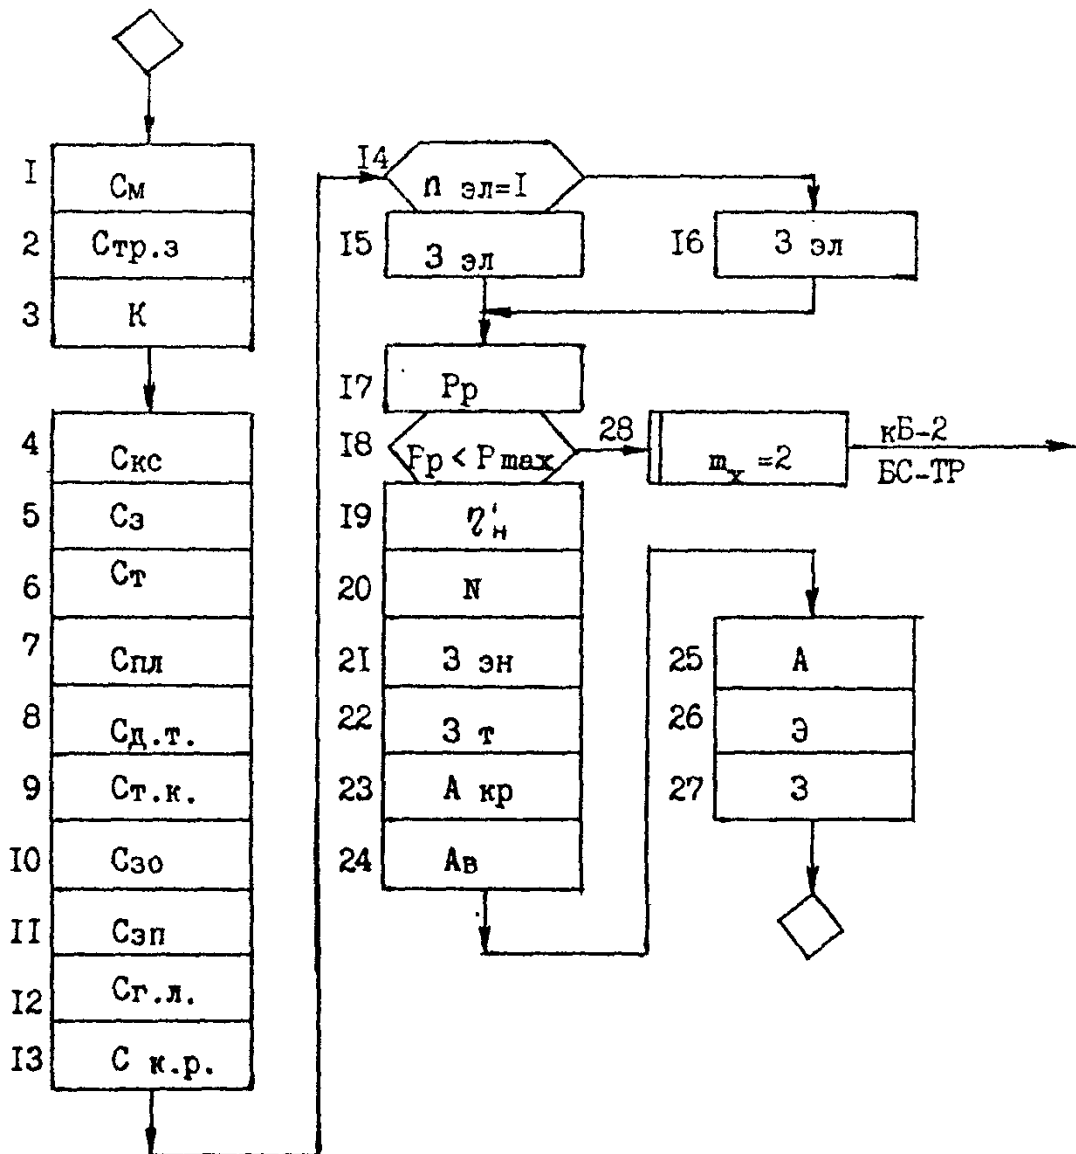 I См
2 Стр.з
3 К
4 Скс
5 Сз
6 Ст
7 Спл
8 Сд.т.
9 Ст.к.
I0 Сзо
II Сзп
I2 Сг.л.
I3 С к.р.
I4 n эл=I
I5 З эл
I6 З эл
I7 Рр
I8 Рр < Р max
28 m x =2
кБ-2
БС-ТР
I9 η'н
20 N
2I З эн
22 З т
23 А кр
24 Ав
25 А
26 Э
27 З